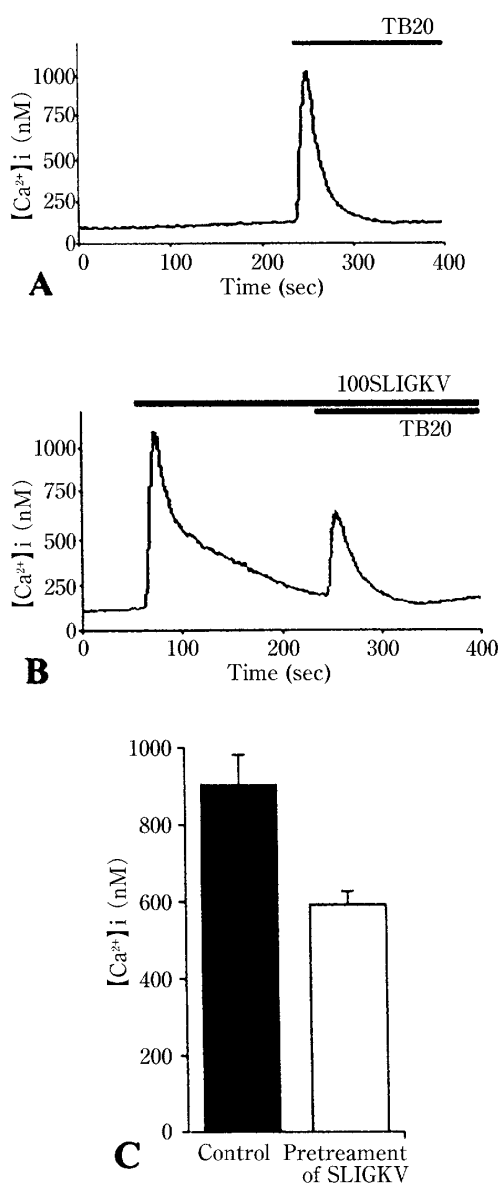 TB20
1000
750
500
250
0
【Ca²⁺】i (nM)
0 100 200 300 400
Time (sec)
A
100SLIGKV
TB20
1000
750
500
250
0
【Ca²⁺】i (nM)
0 100 200 300 400
Time (sec)
B
1000
800
600
400
200
0
【Ca²⁺】i (nM)
Control Pretreament
of SLIGKV
C